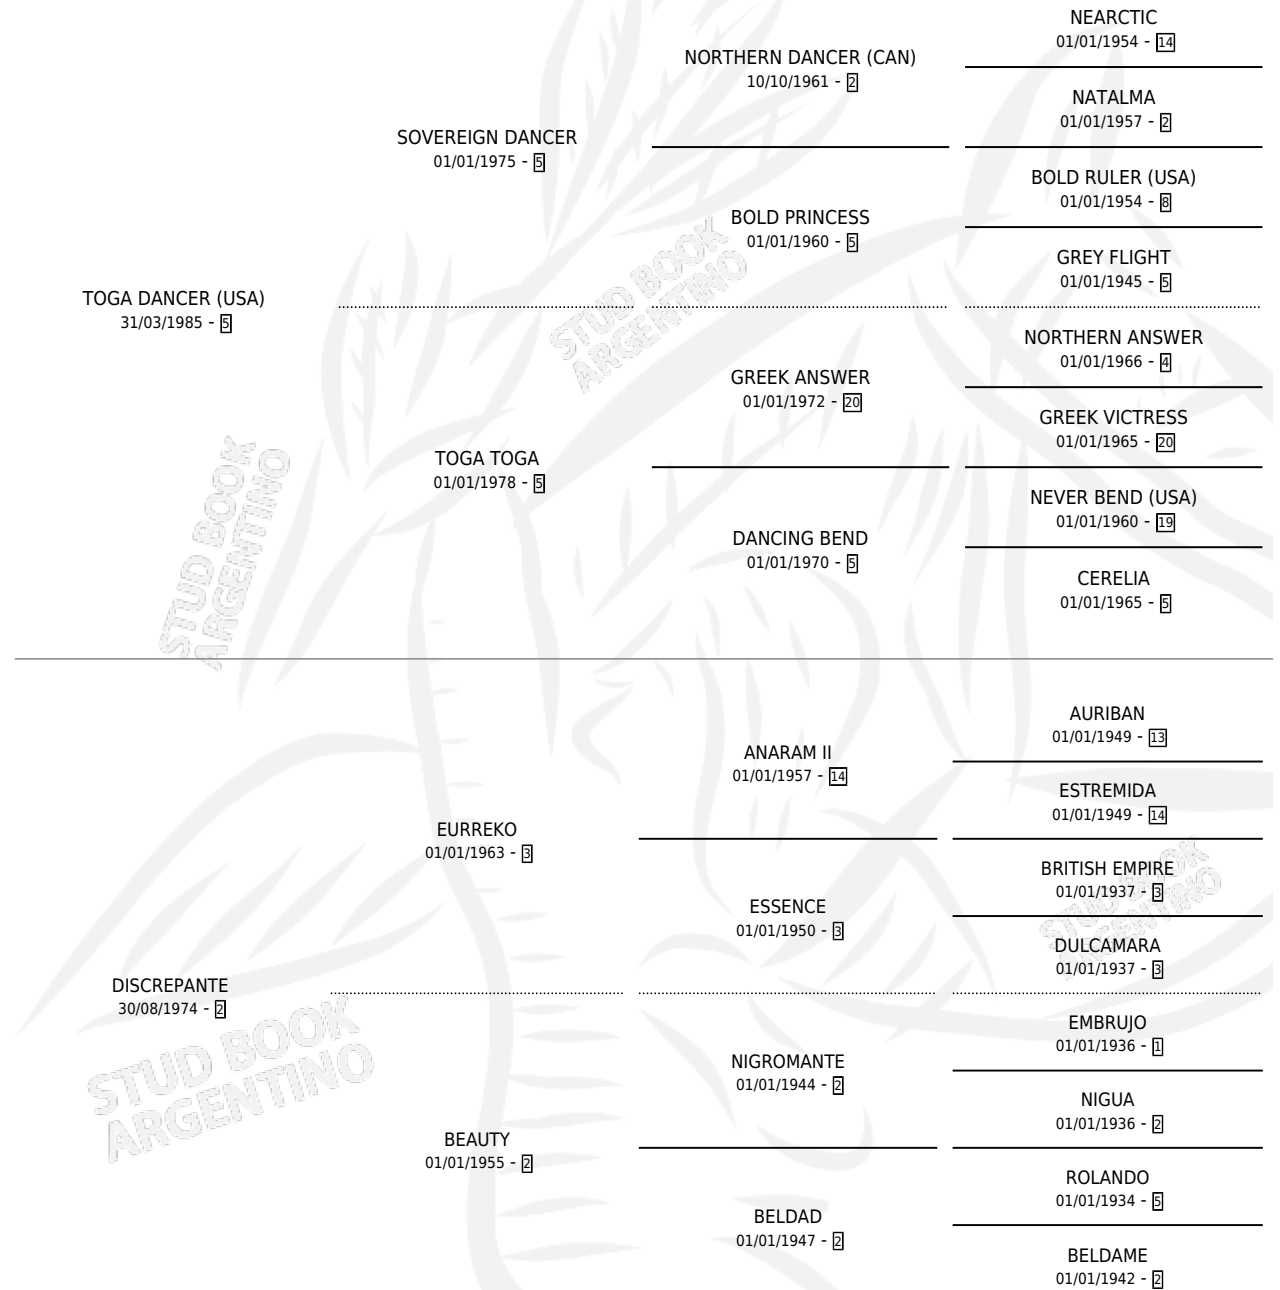 NEARCTIC
01/01/1954 - 14
NORTHERN DANCER (CAN)
10/10/1961 - 2
NATALMA
01/01/1957 - 2
SOVEREIGN DANCER
01/01/1975 - 5
BOLD RULER (USA)
01/01/1954 - 8
BOLD PRINCESS
01/01/1960 - 5
GREY FLIGHT
01/01/1945 - 5
TOGA DANCER (USA)
31/03/1985 - 5
STUD BOOK
ARGENTINO
NORTHERN ANSWER
01/01/1966 - 4
GREEK ANSWER
01/01/1972 - 20
GREEK VICTRESS
01/01/1965 - 20
TOGA TOGA
01/01/1978 - 5
NEVER BEND (USA)
01/01/1960 - 19
DANCING BEND
01/01/1970 - 5
CERELIA
01/01/1965 - 5
STUD BOOK
ARGENTINO
AURIBAN
01/01/1949 - 13
ANARAM II
01/01/1957 - 14
ESTREMIDA
01/01/1949 - 14
EURREKO
01/01/1963 - 3
BRITISH EMPIRE
01/01/1937 - 3
ESSENCE
01/01/1950 - 3
DULCAMARA
01/01/1937 - 3
STUD BOOK
ARGENTINO
DISCREPANTE
30/08/1974 - 2
EMBRUJO
01/01/1936 - 1
NIGROMANTE
01/01/1944 - 2
NIGUA
01/01/1936 - 2
STUD BOOK
ARGENTINO
BEAUTY
01/01/1955 - 2
ROLANDO
01/01/1934 - 5
BELDAD
01/01/1947 - 2
BELDAME
01/01/1942 - 2